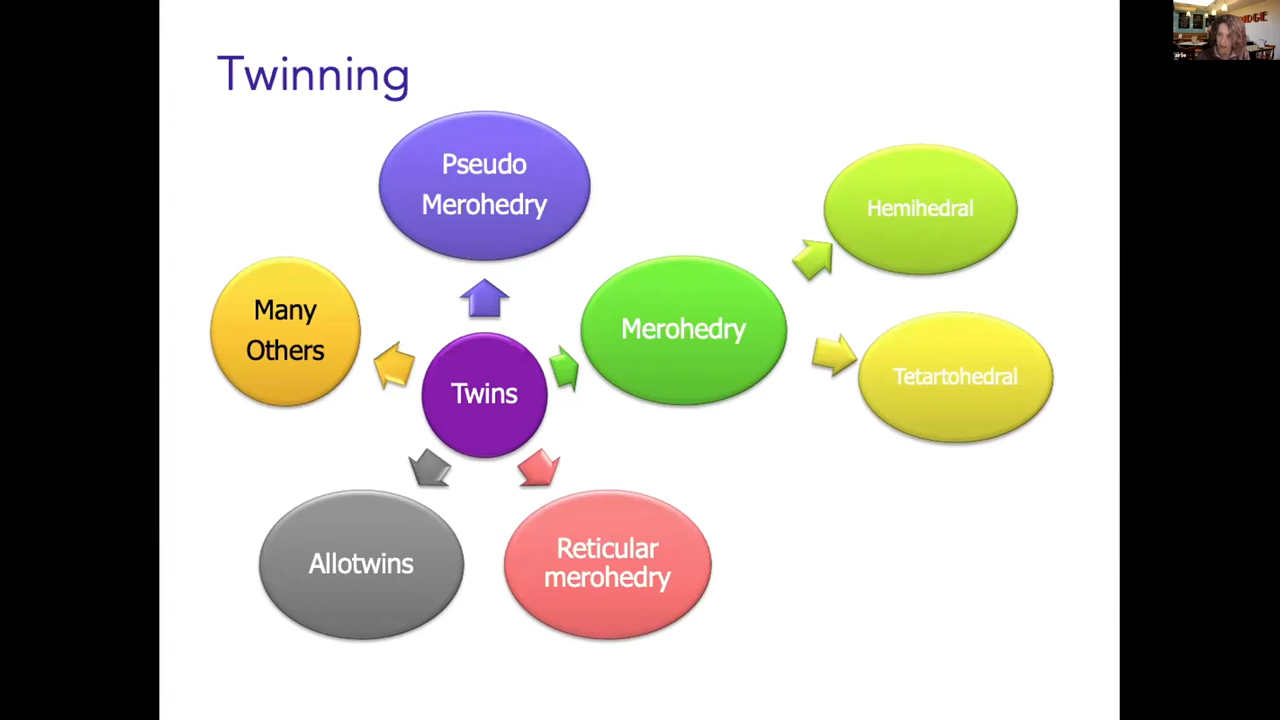 Twinning
Pseudo
Merohedry
Hemihedral
Many
Others
Merohedry
Twins
Tetartohedral
Allotwins
Reticular
merohedry